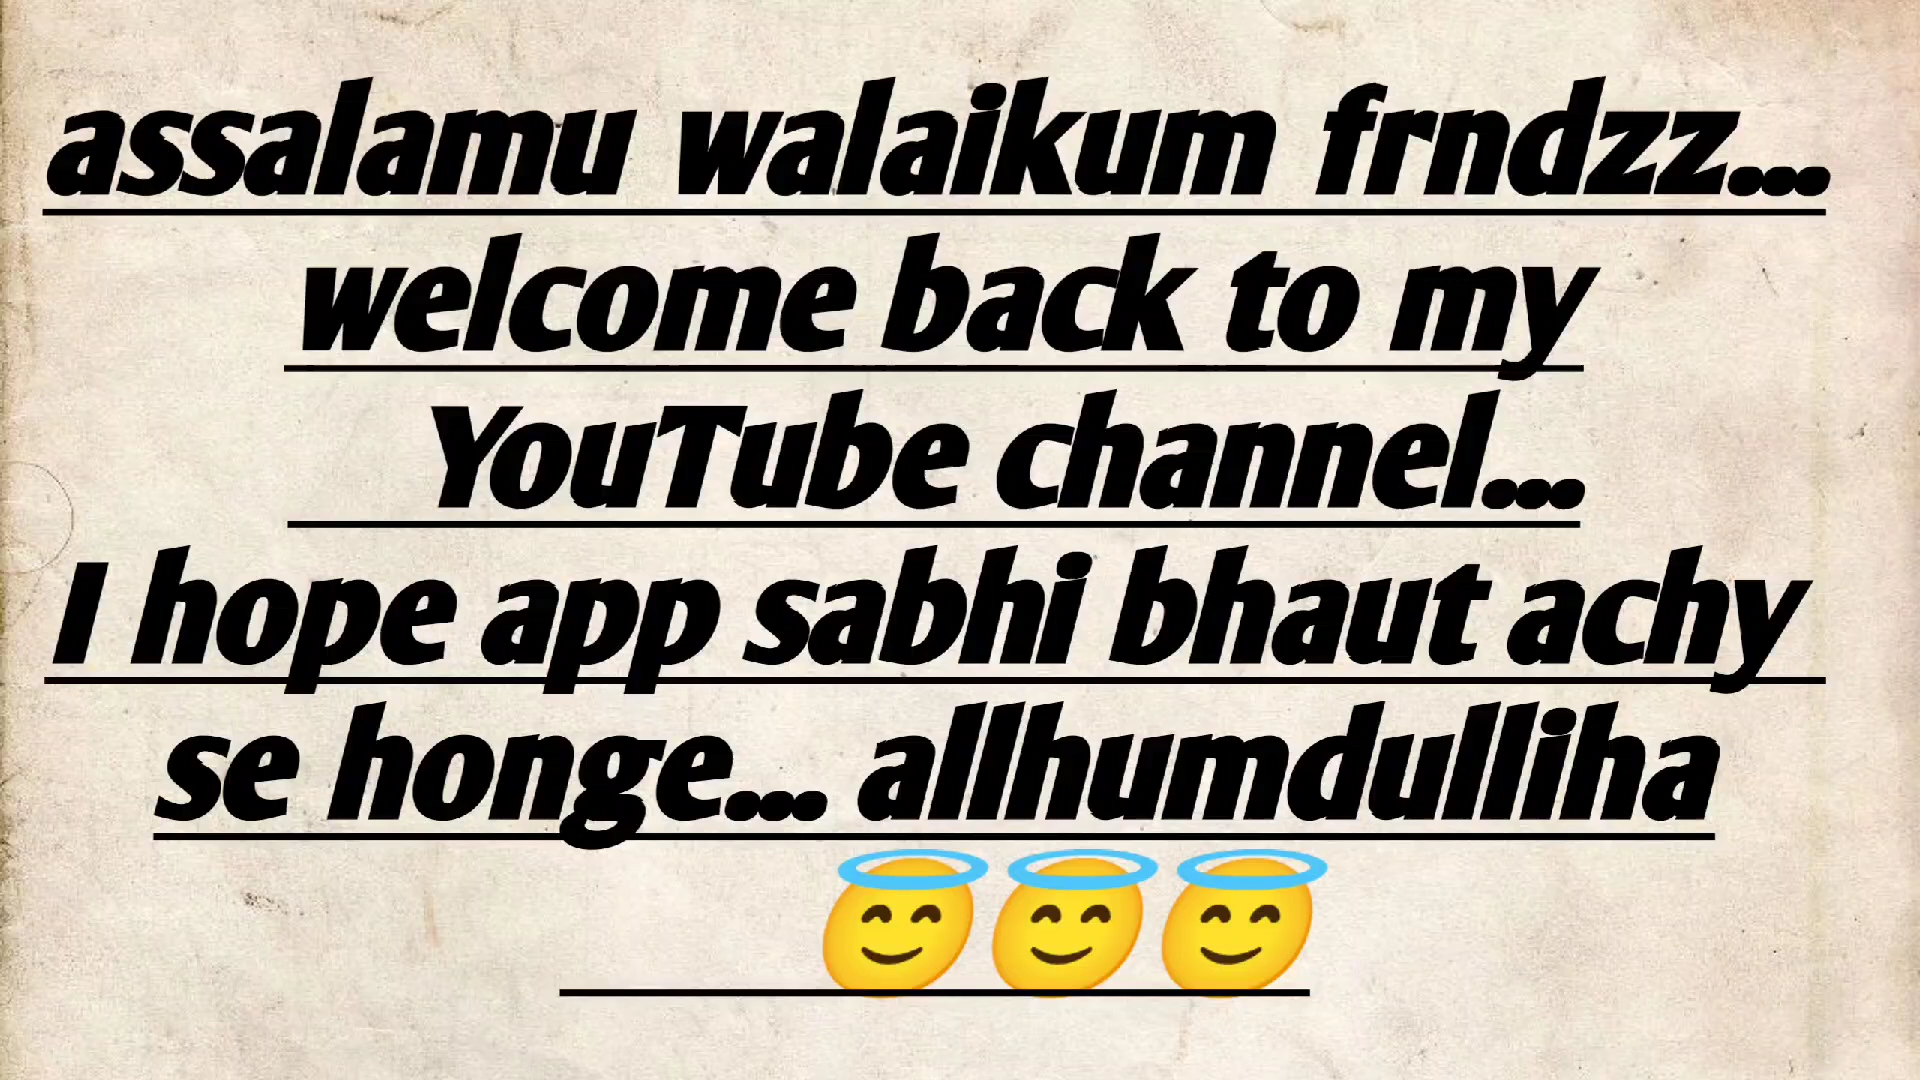 assalamu walaikum frndzz...
welcome back to my
YouTube channel...
I hope app sabhi bhaut achy
se honge... allhumdulliha
😇😇😇